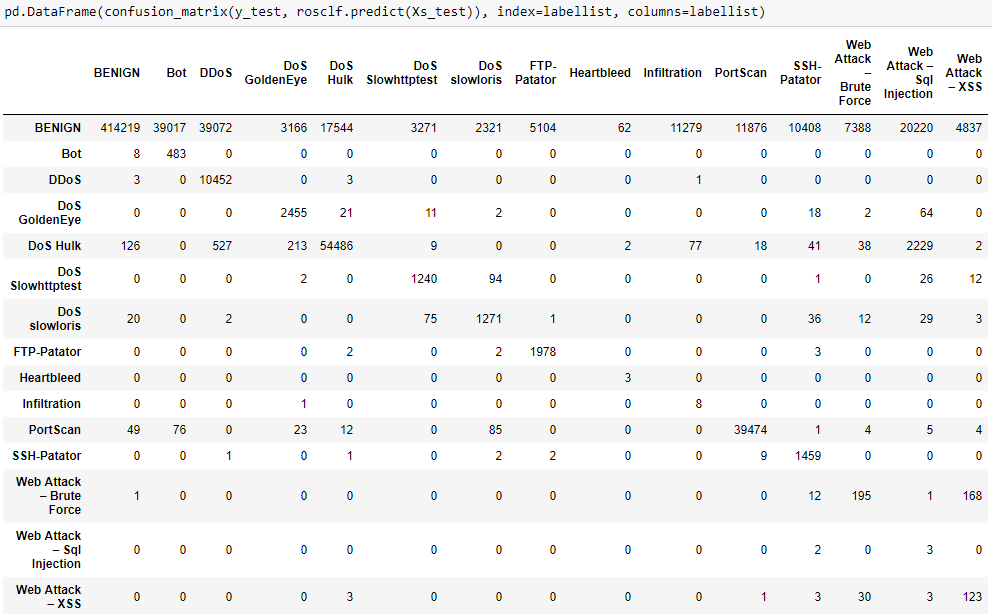 pd.DataFrame(confusion_matrix(y_test, rosclf.predict(Xs_test)), index=labellist, columns=labellist)
BENIGN Bot DDoS DoS GoldenEye DoS Hulk DoS Slowhttptest DoS slowloris FTP-Patator Heartbleed Infiltration PortScan SSH-Patator Web Attack – Brute Force Web Attack – Sql Injection Web Attack – XSS
BENIGN 414219 39017 39072 3166 17544 3271 2321 5104 62 11279 11876 10408 7388 20220 4837
Bot 8 483 0 0 0 0 0 0 0 0 0 0 0 0 0
DDoS 3 0 10452 0 3 0 0 0 0 1 0 0 0 0 0
DoS GoldenEye 0 0 0 2455 21 11 2 0 0 0 0 18 2 64 0
DoS Hulk 126 0 527 213 54486 9 0 0 2 77 18 41 38 2229 2
DoS Slowhttptest 0 0 0 2 0 1240 94 0 0 0 0 1 0 26 12
DoS slowloris 20 0 2 0 0 75 1271 1 0 0 0 36 12 29 3
FTP-Patator 0 0 0 0 2 0 2 1978 0 0 0 3 0 0 0
Heartbleed 0 0 0 0 0 0 0 0 3 0 0 0 0 0 0
Infiltration 0 0 0 1 0 0 0 0 0 8 0 0 0 0 0
PortScan 49 76 0 23 12 0 85 0 0 0 39474 1 4 5 4
SSH-Patator 0 0 1 0 1 0 2 2 0 0 9 1459 0 0 0
Web Attack – Brute Force 1 0 0 0 0 0 0 0 0 0 0 12 195 1 168
Web Attack – Sql Injection 0 0 0 0 0 0 0 0 0 0 0 2 0 3 0
Web Attack – XSS 0 0 0 0 3 0 0 0 0 0 1 3 30 3 123